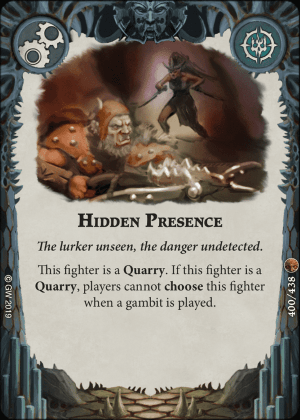 HIDDEN PRESENCE
The lurker unseen, the danger undetected.
This fighter is a Quarry. If this fighter is a
Quarry, players cannot choose this fighter
when a gambit is played.
© GW 2019
400/438